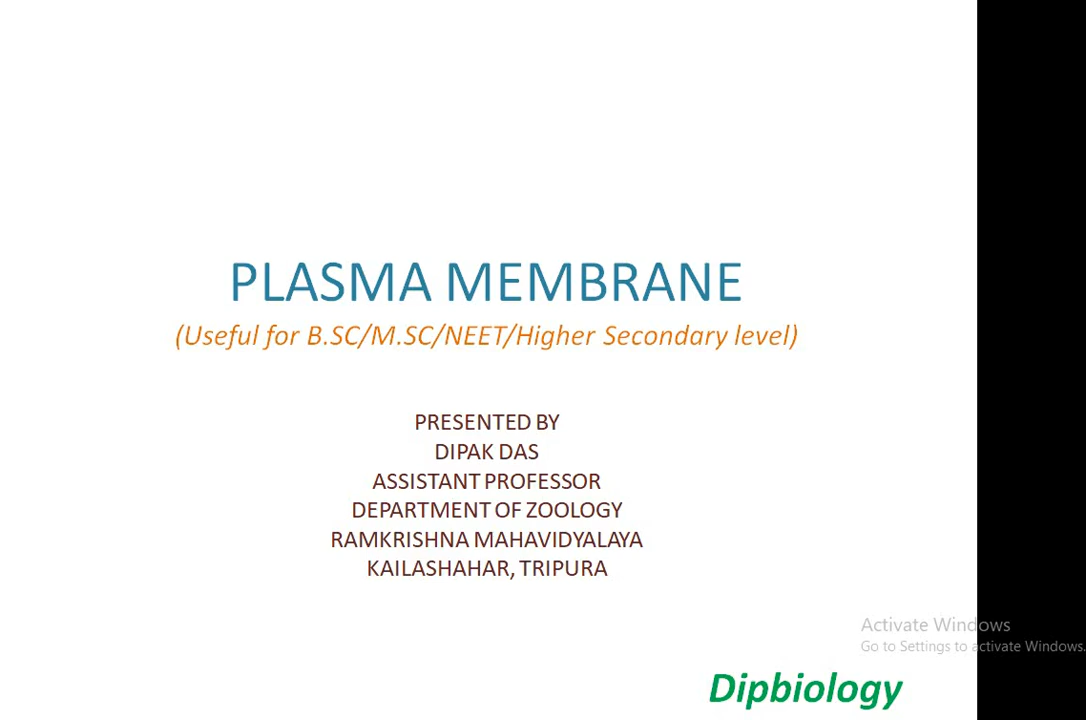 PLASMA MEMBRANE
(Useful for B.SC/M.SC/NEET/Higher Secondary level)
PRESENTED BY
DIPAK DAS
ASSISTANT PROFESSOR
DEPARTMENT OF ZOOLOGY
RAMKRISHNA MAHAVIDYALAYA
KAILASHAHAR, TRIPURA
Activate Windows
Go to Settings to activate Windows.
Dipbiology